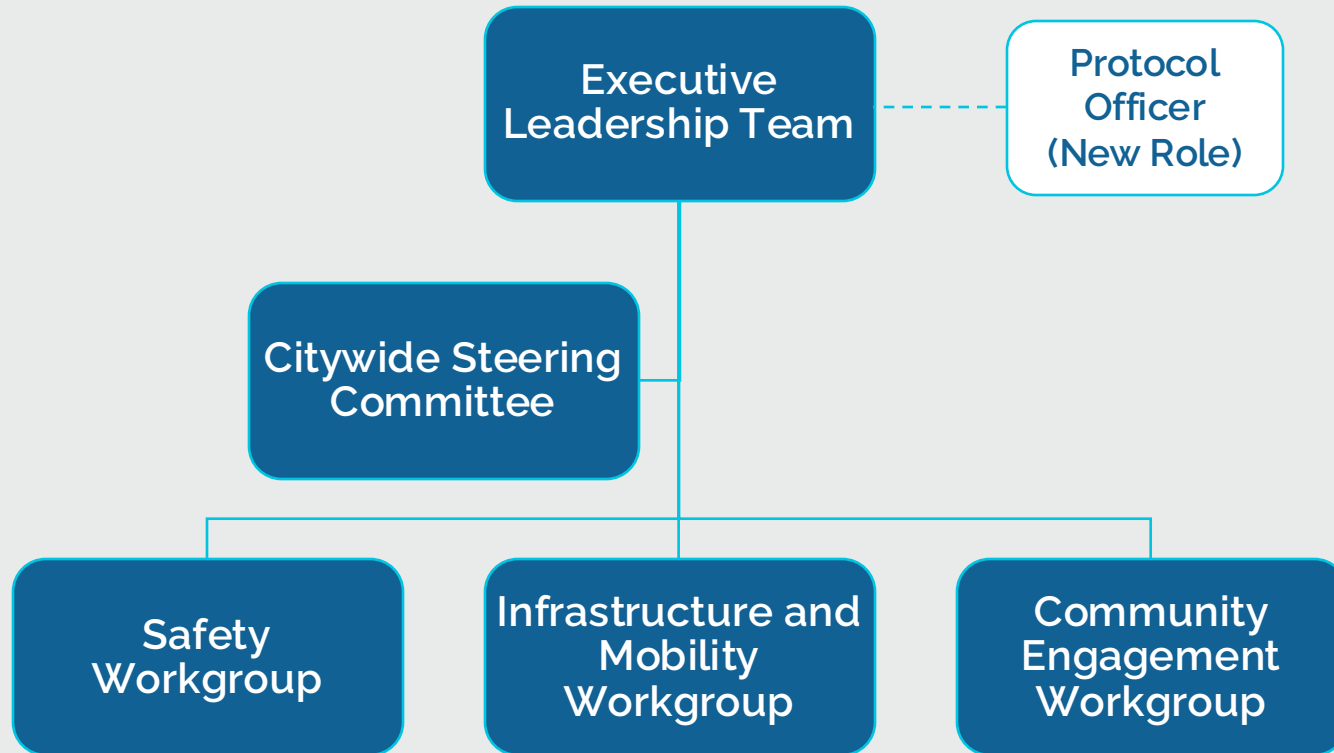 Executive
Leadership Team
Protocol
Officer
(New Role)
Citywide Steering
Committee
Safety
Workgroup
Infrastructure and
Mobility
Workgroup
Community
Engagement
Workgroup